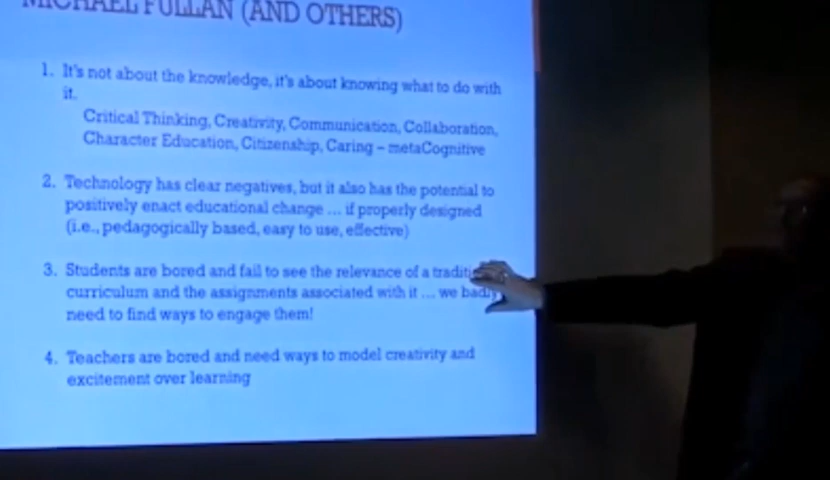 MICHAEL FULLAN (AND OTHERS)
1. It's not about the knowledge, it's about knowing what to do with
it.
Critical Thinking, Creativity, Communication, Collaboration,
Character Education, Citizenship, Caring – metaCognitive
2. Technology has clear negatives, but it also has the potential to
positively enact educational change ... if properly designed
(i.e., pedagogically based, easy to use, effective)
3. Students are bored and fail to see the relevance of a traditi
curriculum and the assignments associated with it ... we badly
need to find ways to engage them!
4. Teachers are bored and need ways to model creativity and
excitement over learning